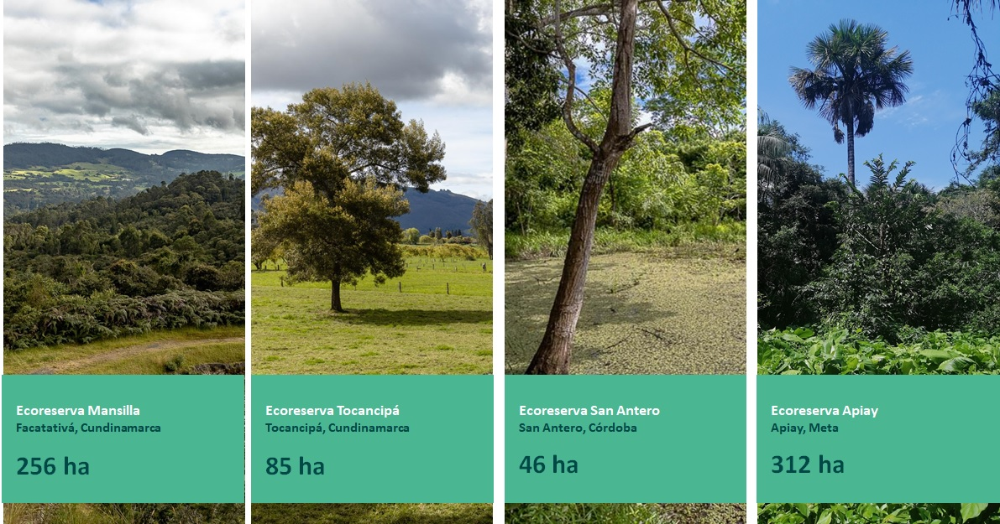 Ecoreserva Mansilla
Facatativá, Cundinamarca
256 ha
Ecoreserva Tocancipá
Tocancipá, Cundinamarca
85 ha
Ecoreserva San Antero
San Antero, Córdoba
46 ha
Ecoreserva Apiay
Apiay, Meta
312 ha